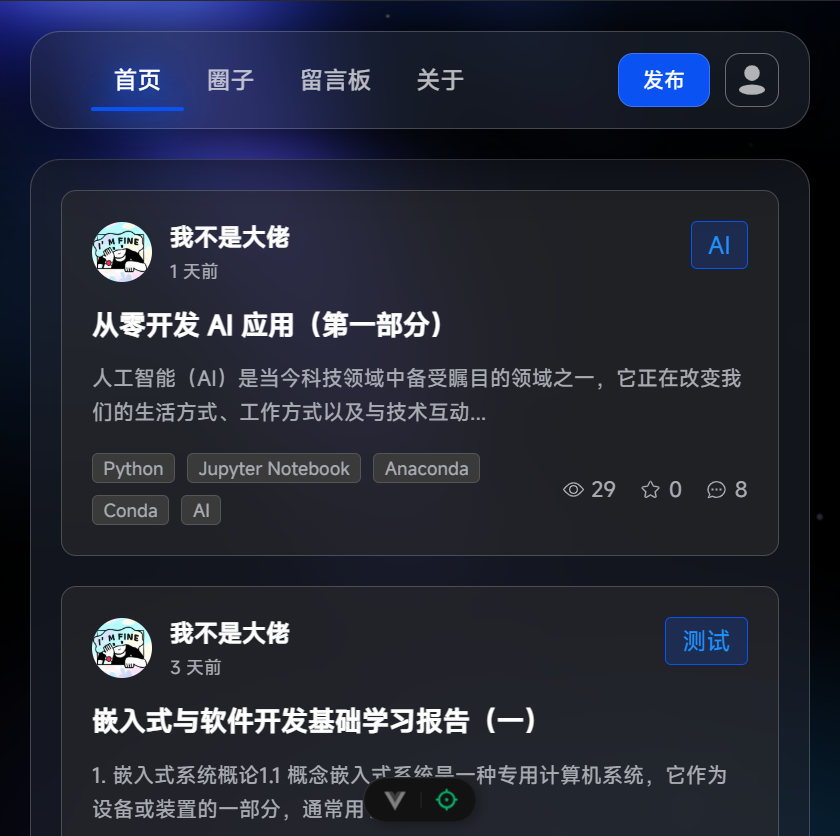 首页 圈子 留言板 关于 发布
我不是大佬
AI
1 天前
从零开发 AI 应用（第一部分）
人工智能（AI）是当今科技领域中备受瞩目的领域之一，它正在改变我
们的生活方式、工作方式以及与技术互动...
Python Jupyter Notebook Anaconda
Conda AI
29 0 8
我不是大佬
测试
3 天前
嵌入式与软件开发基础学习报告（一）
1. 嵌入式系统概论1.1 概念嵌入式系统是一种专用计算机系统，它作为
设备或装置的一部分，通常用
I'M FINE
I'M FINE